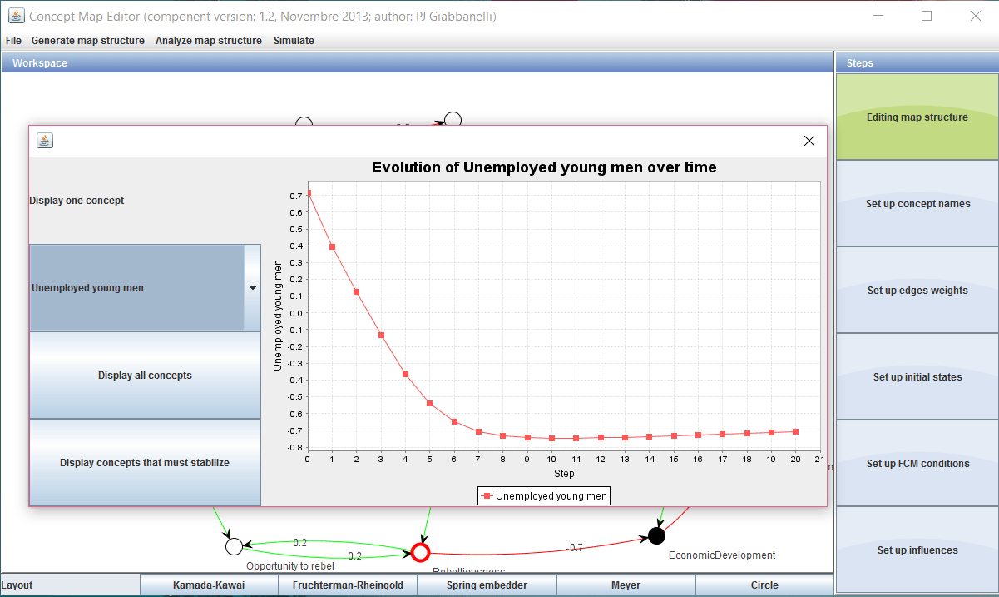 Concept Map Editor (component version: 1.2, Novembre 2013; author: PJ Giabbanelli)
File Generate map structure Analyze map structure Simulate
Workspace
Steps
Editing map structure
Set up concept names
Set up edges weights
Set up initial states
Set up FCM conditions
Set up influences
Display one concept
Unemployed young men
Display all concepts
Display concepts that must stabilize
Evolution of Unemployed young men over time
Unemployed young men
0.7
0.6
0.5
0.4
0.3
0.2
0.1
0.0
-0.1
-0.2
-0.3
-0.4
-0.5
-0.6
-0.7
-0.8
0 1 2 3 4 5 6 7 8 9 10 11 12 13 14 15 16 17 18 19 20 21
Step
Unemployed young men
0.2
0.2
-0.7
Opportunity to rebel
Rebelliousness
EconomicDevelopment
Layout
Kamada-Kawai
Fruchterman-Rheingold
Spring embedder
Meyer
Circle